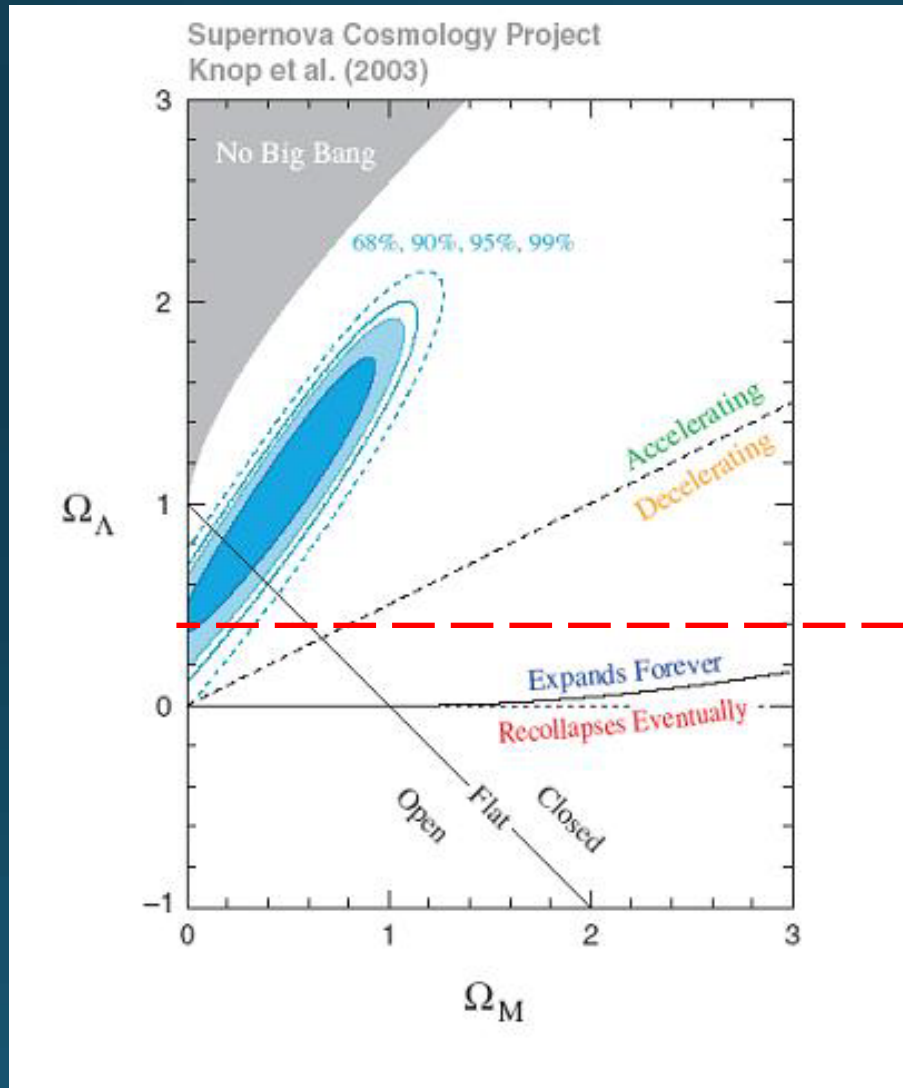 Supernova Cosmology Project
Knop et al. (2003)
3
No Big Bang
68%, 90%, 95%, 99%
2
Accelerating
Decelerating
1
Ω_Λ
Expands Forever
0
Recollapses Eventually
Open
Flat
Closed
−1
0 1 2 3
Ω_M